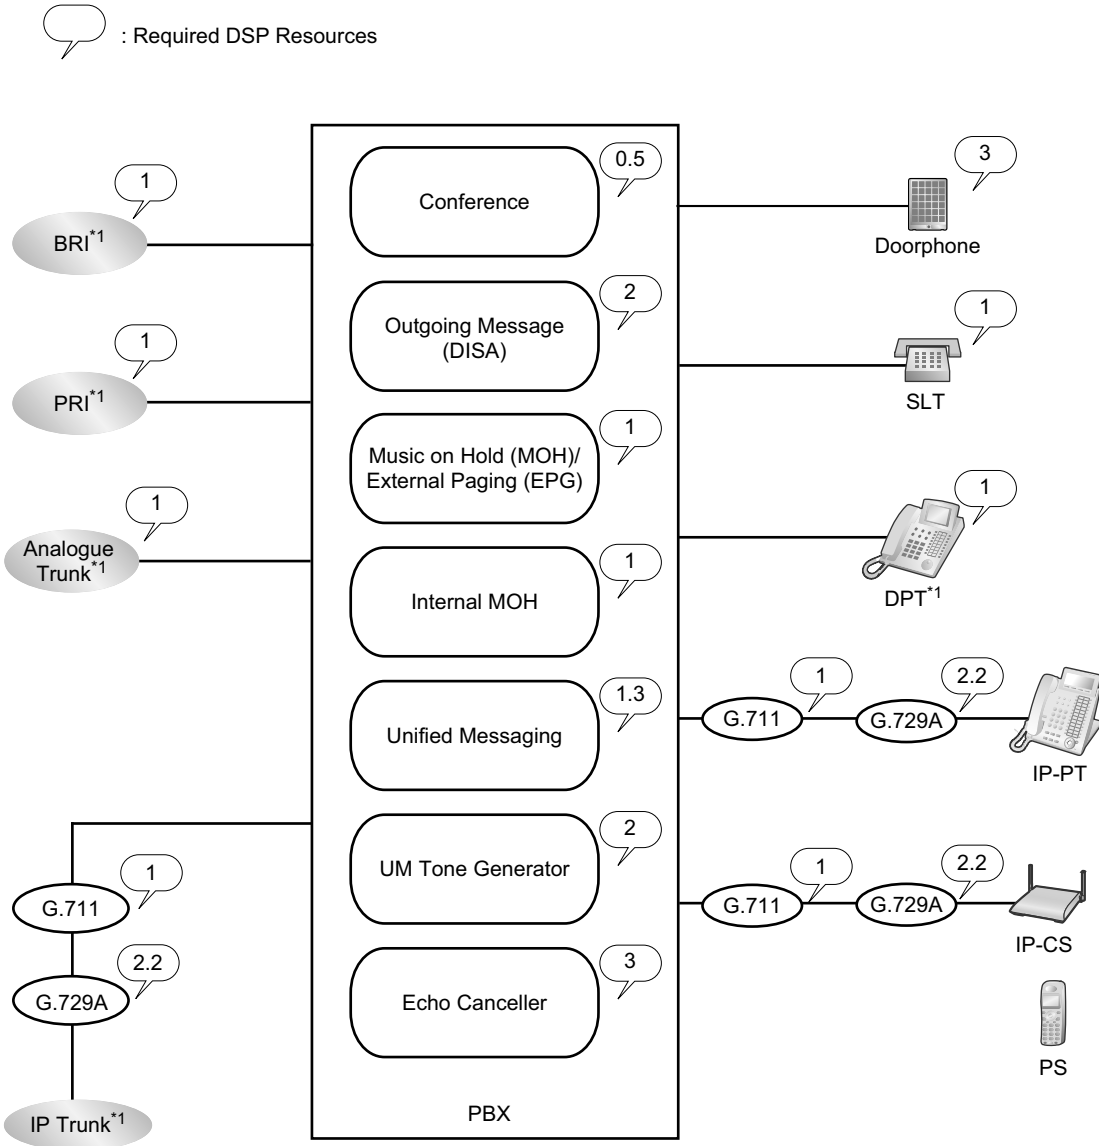 : Required DSP Resources
1
BRI*1
1
PRI*1
1
Analogue
Trunk*1
1
G.711
2.2
G.729A
IP Trunk*1
0.5
Conference
2
Outgoing Message
(DISA)
1
Music on Hold (MOH)/
External Paging (EPG)
1
Internal MOH
1.3
Unified Messaging
2
UM Tone Generator
3
Echo Canceller
PBX
3
Doorphone
1
SLT
1
DPT*1
1
2.2
G.711
G.729A
IP-PT
1
2.2
G.711
G.729A
IP-CS
PS